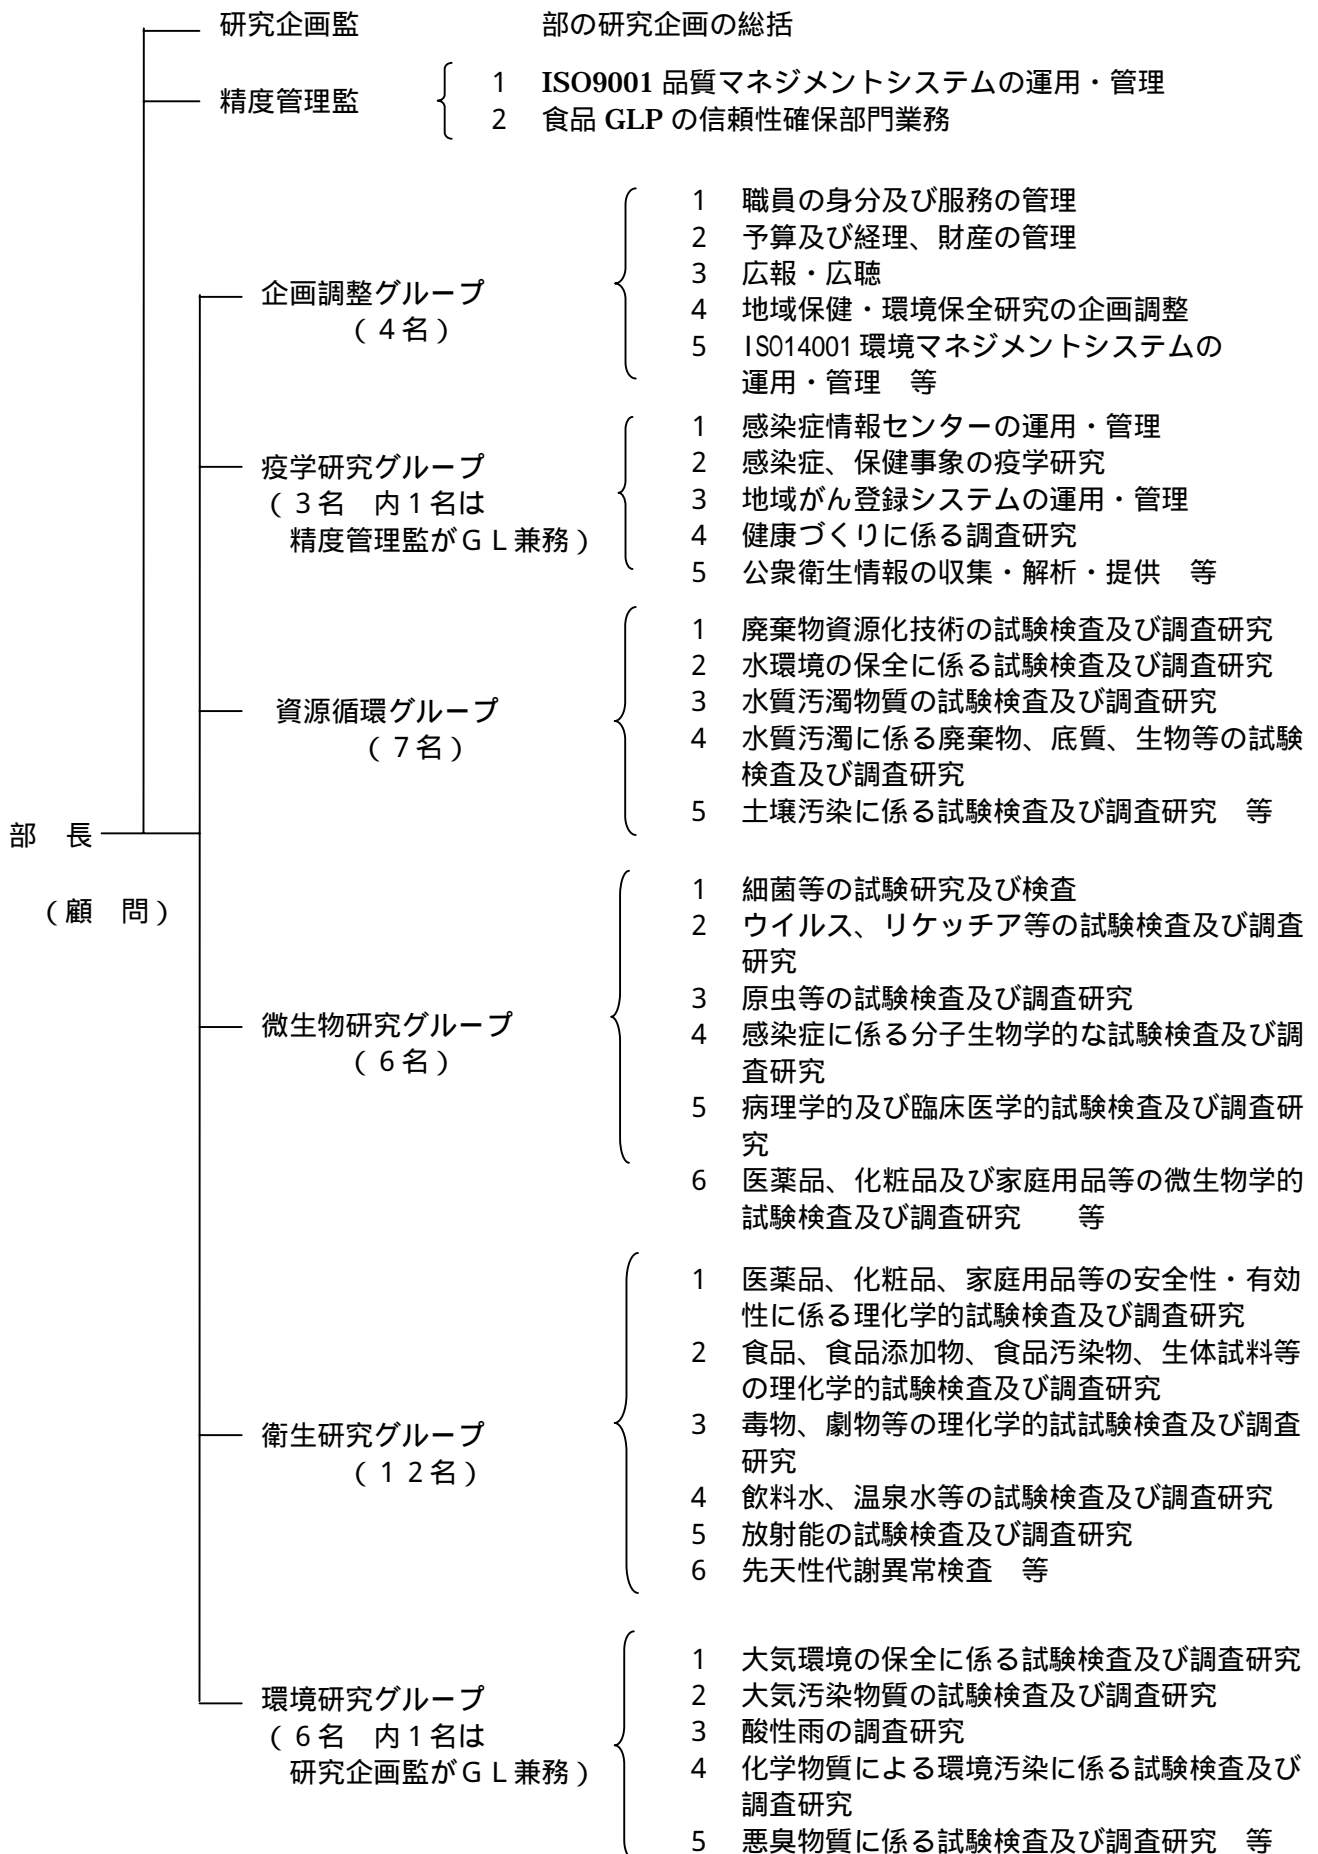 研究企画監　部の研究企画の総括
精度管理監
1　ISO9001 品質マネジメントシステムの運用・管理
2　食品 GLP の信頼性確保部門業務
企画調整グループ
（４名）
1　職員の身分及び服務の管理
2　予算及び経理、財産の管理
3　広報・広聴
4　地域保健・環境保全研究の企画調整
5　ISO14001 環境マネジメントシステムの
運用・管理　等
疫学研究グループ
（３名　内１名は
精度管理監がＧＬ兼務）
1　感染症情報センターの運用・管理
2　感染症、保健事象の疫学研究
3　地域がん登録システムの運用・管理
4　健康づくりに係る調査研究
5　公衆衛生情報の収集・解析・提供　等
資源循環グループ
（７名）
1　廃棄物資源化技術の試験検査及び調査研究
2　水環境の保全に係る試験検査及び調査研究
3　水質汚濁物質の試験検査及び調査研究
4　水質汚濁に係る廃棄物、底質、生物等の試験
検査及び調査研究
5　土壌汚染に係る試験検査及び調査研究　等
部　長
（顧　問）
微生物研究グループ
（６名）
1　細菌等の試験研究及び検査
2　ウイルス、リケッチア等の試験検査及び調査
研究
3　原虫等の試験検査及び調査研究
4　感染症に係る分子生物学的な試験検査及び調
査研究
5　病理学的及び臨床医学的試験検査及び調査研
究
6　医薬品、化粧品及び家庭用品等の微生物学的
試験検査及び調査研究　　等
衛生研究グループ
（１２名）
1　医薬品、化粧品、家庭用品等の安全性・有効
性に係る理化学的試験検査及び調査研究
2　食品、食品添加物、食品汚染物、生体試料等
の理化学的試験検査及び調査研究
3　毒物、劇物等の理化学的試試験検査及び調査
研究
4　飲料水、温泉水等の試験検査及び調査研究
5　放射能の試験検査及び調査研究
6　先天性代謝異常検査　等
環境研究グループ
（６名　内１名は
研究企画監がＧＬ兼務）
1　大気環境の保全に係る試験検査及び調査研究
2　大気汚染物質の試験検査及び調査研究
3　酸性雨の調査研究
4　化学物質による環境汚染に係る試験検査及び
調査研究
5　悪臭物質に係る試験検査及び調査研究　等